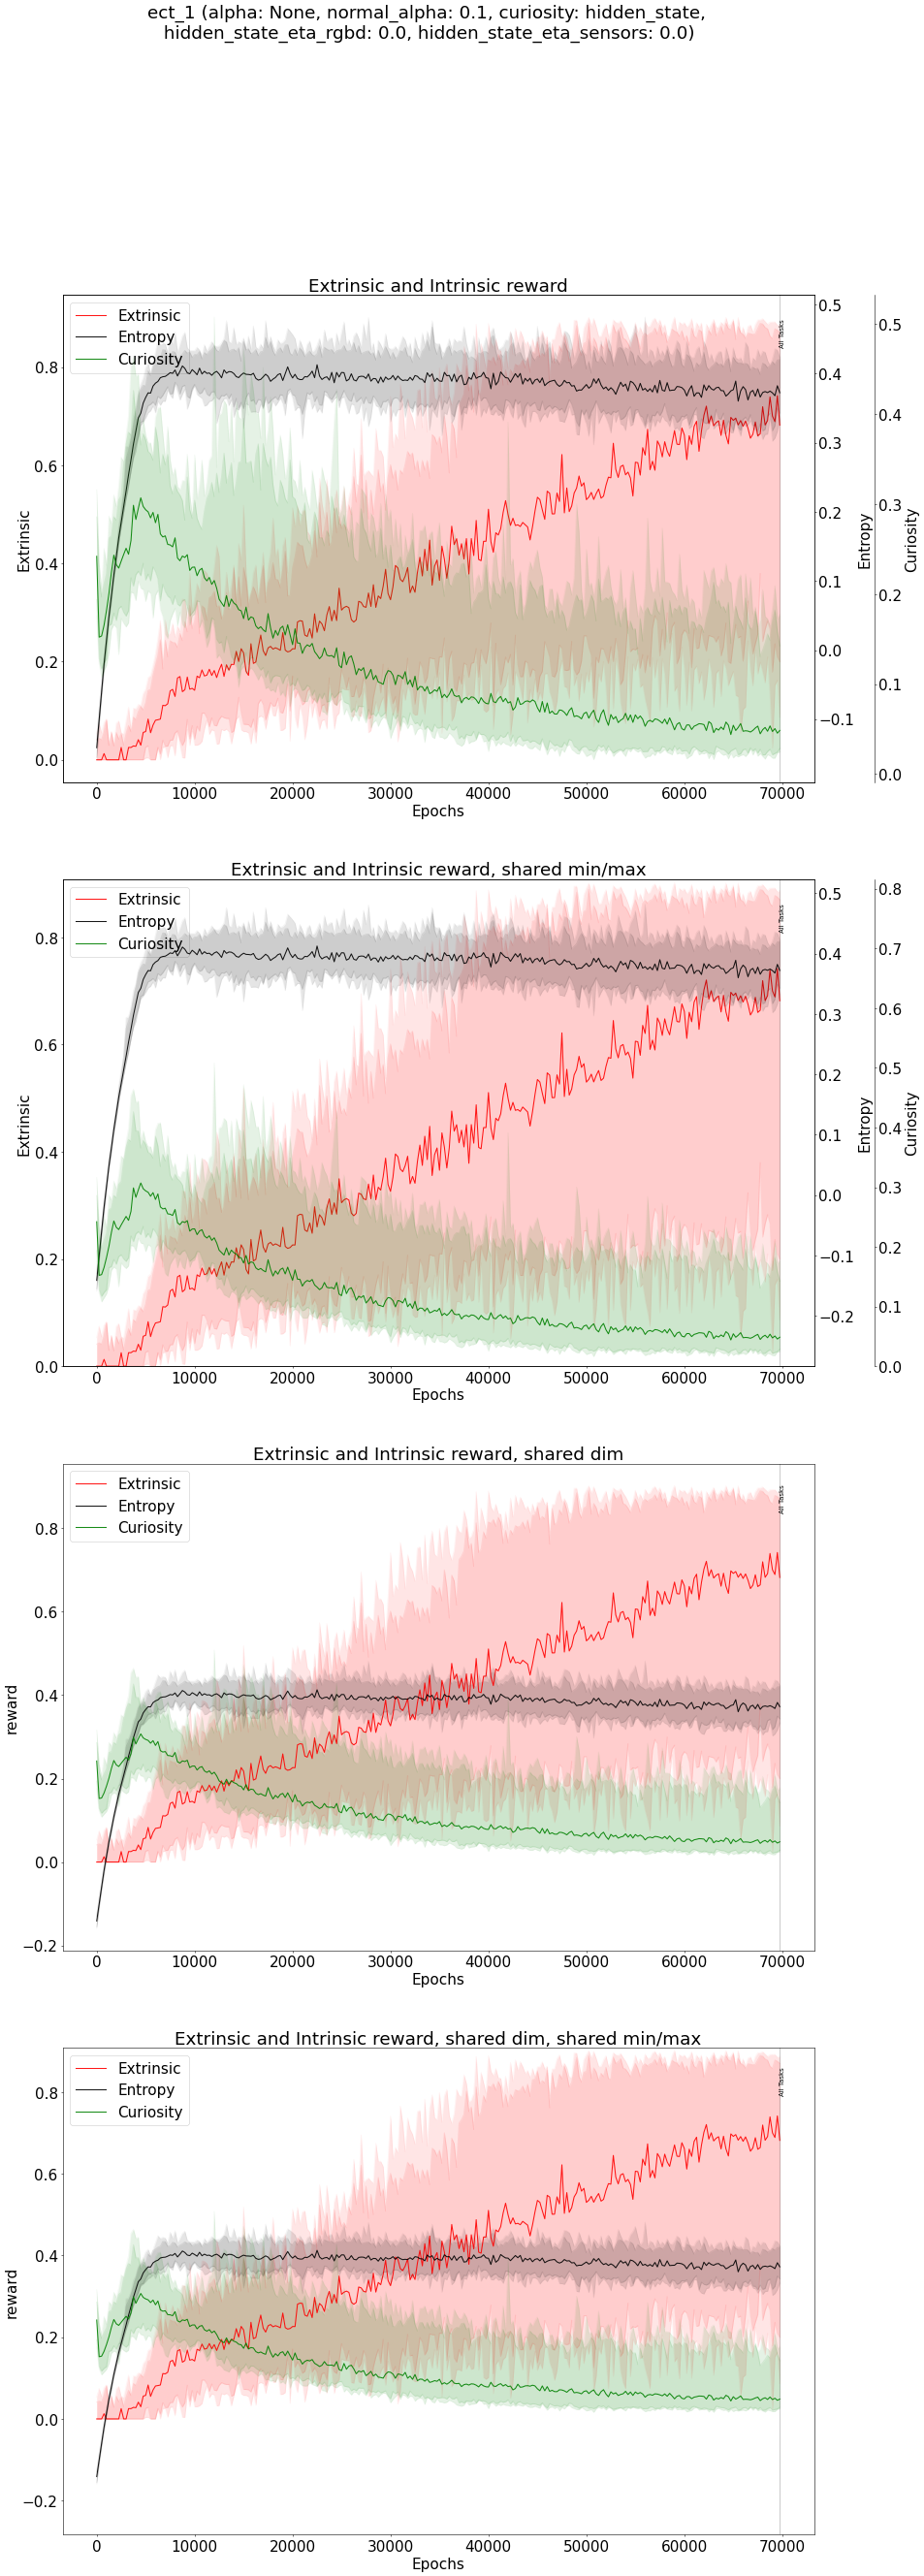 ect_1 (alpha: None, normal_alpha: 0.1, curiosity: hidden_state,
hidden_state_eta_rgbd: 0.0, hidden_state_eta_sensors: 0.0)
Extrinsic and Intrinsic reward
Extrinsic
Entropy
Curiosity
All Tasks
0.8
0.6
0.4
0.2
0.0
Extrinsic
0.5
0.4
0.3
0.2
0.1
0.0
−0.1
Entropy
0.5
0.4
0.3
0.2
0.1
0.0
Curiosity
0 10000 20000 30000 40000 50000 60000 70000
Epochs
Extrinsic and Intrinsic reward, shared min/max
Extrinsic
Entropy
Curiosity
All Tasks
0.8
0.6
0.4
0.2
0.0
Extrinsic
0.5
0.4
0.3
0.2
0.1
0.0
−0.1
−0.2
Entropy
0.8
0.7
0.6
0.5
0.4
0.3
0.2
0.1
0.0
Curiosity
0 10000 20000 30000 40000 50000 60000 70000
Epochs
Extrinsic and Intrinsic reward, shared dim
Extrinsic
Entropy
Curiosity
All Tasks
0.8
0.6
0.4
0.2
0.0
−0.2
reward
0 10000 20000 30000 40000 50000 60000 70000
Epochs
Extrinsic and Intrinsic reward, shared dim, shared min/max
Extrinsic
Entropy
Curiosity
All Tasks
0.8
0.6
0.4
0.2
0.0
−0.2
reward
0 10000 20000 30000 40000 50000 60000 70000
Epochs